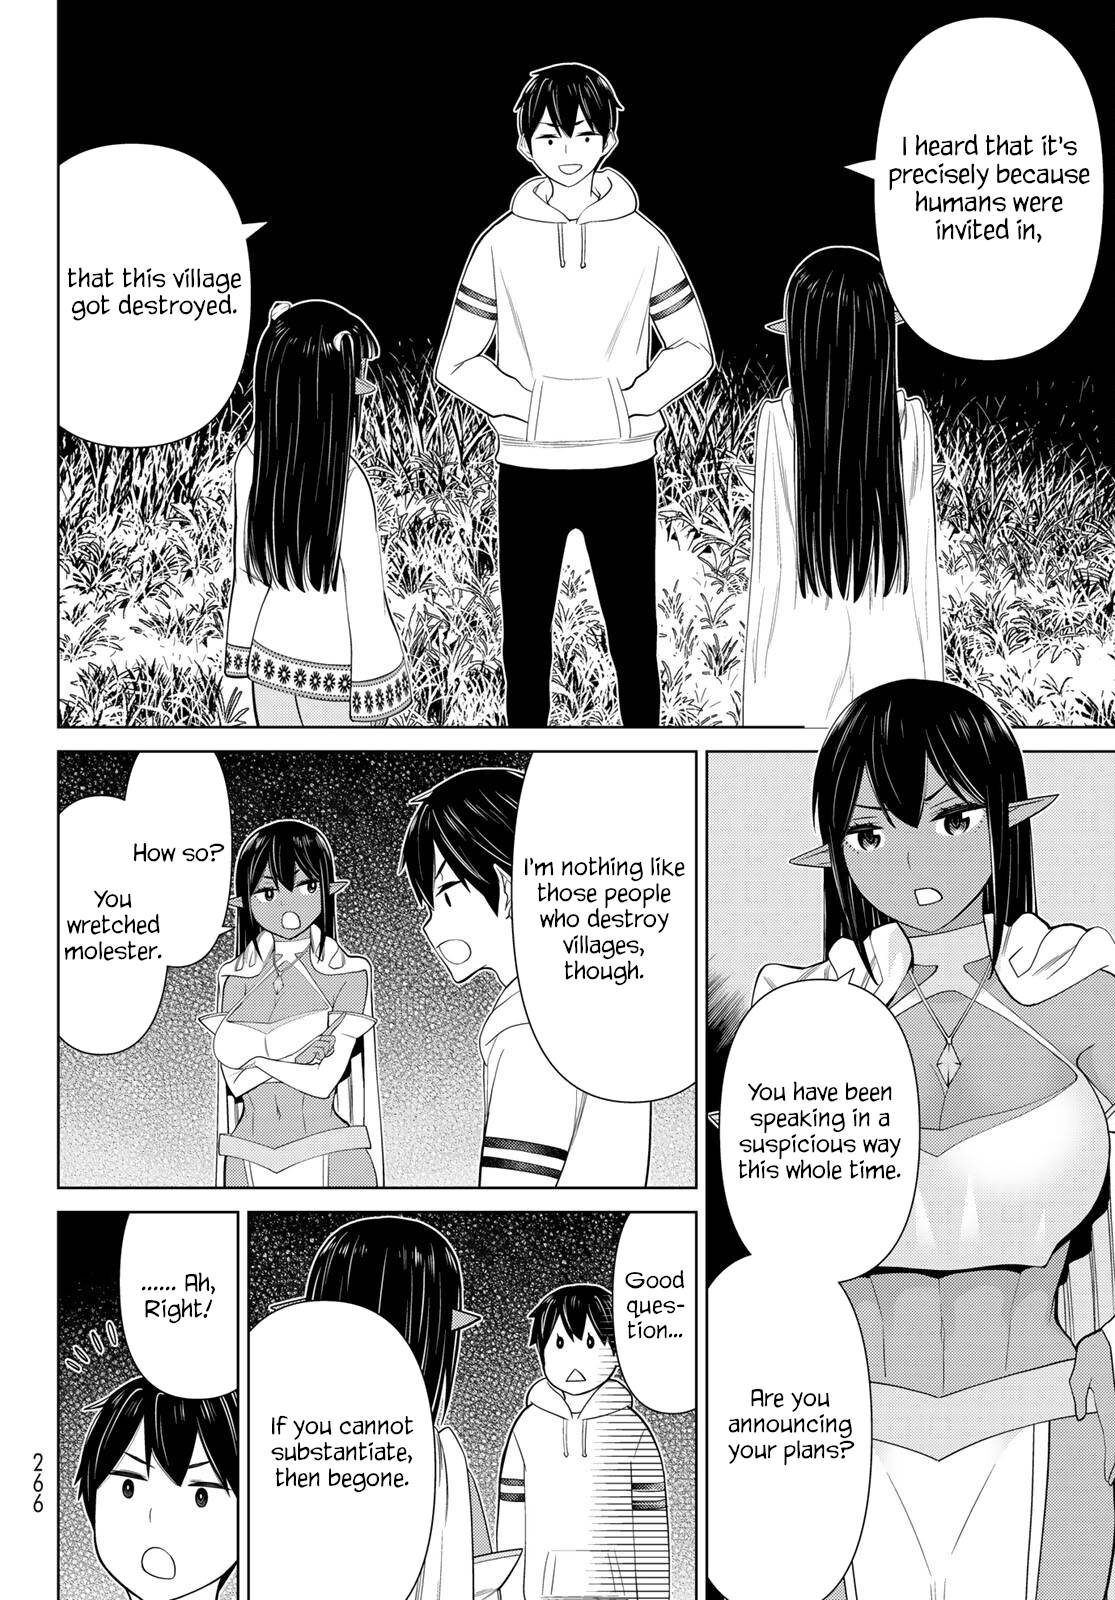 I heard that it's
precisely because
humans were
invited in,
that this village
got destroyed.
You have been
speaking in a
suspicious way
this whole time.
Are you
announcing
your plans?
I'm nothing like
those people
who destroy
villages,
though.
How so?
You
wretched
molester.
Good
ques-
tion...
If you cannot
substantiate,
then begone.
...... Ah,
Right!
266